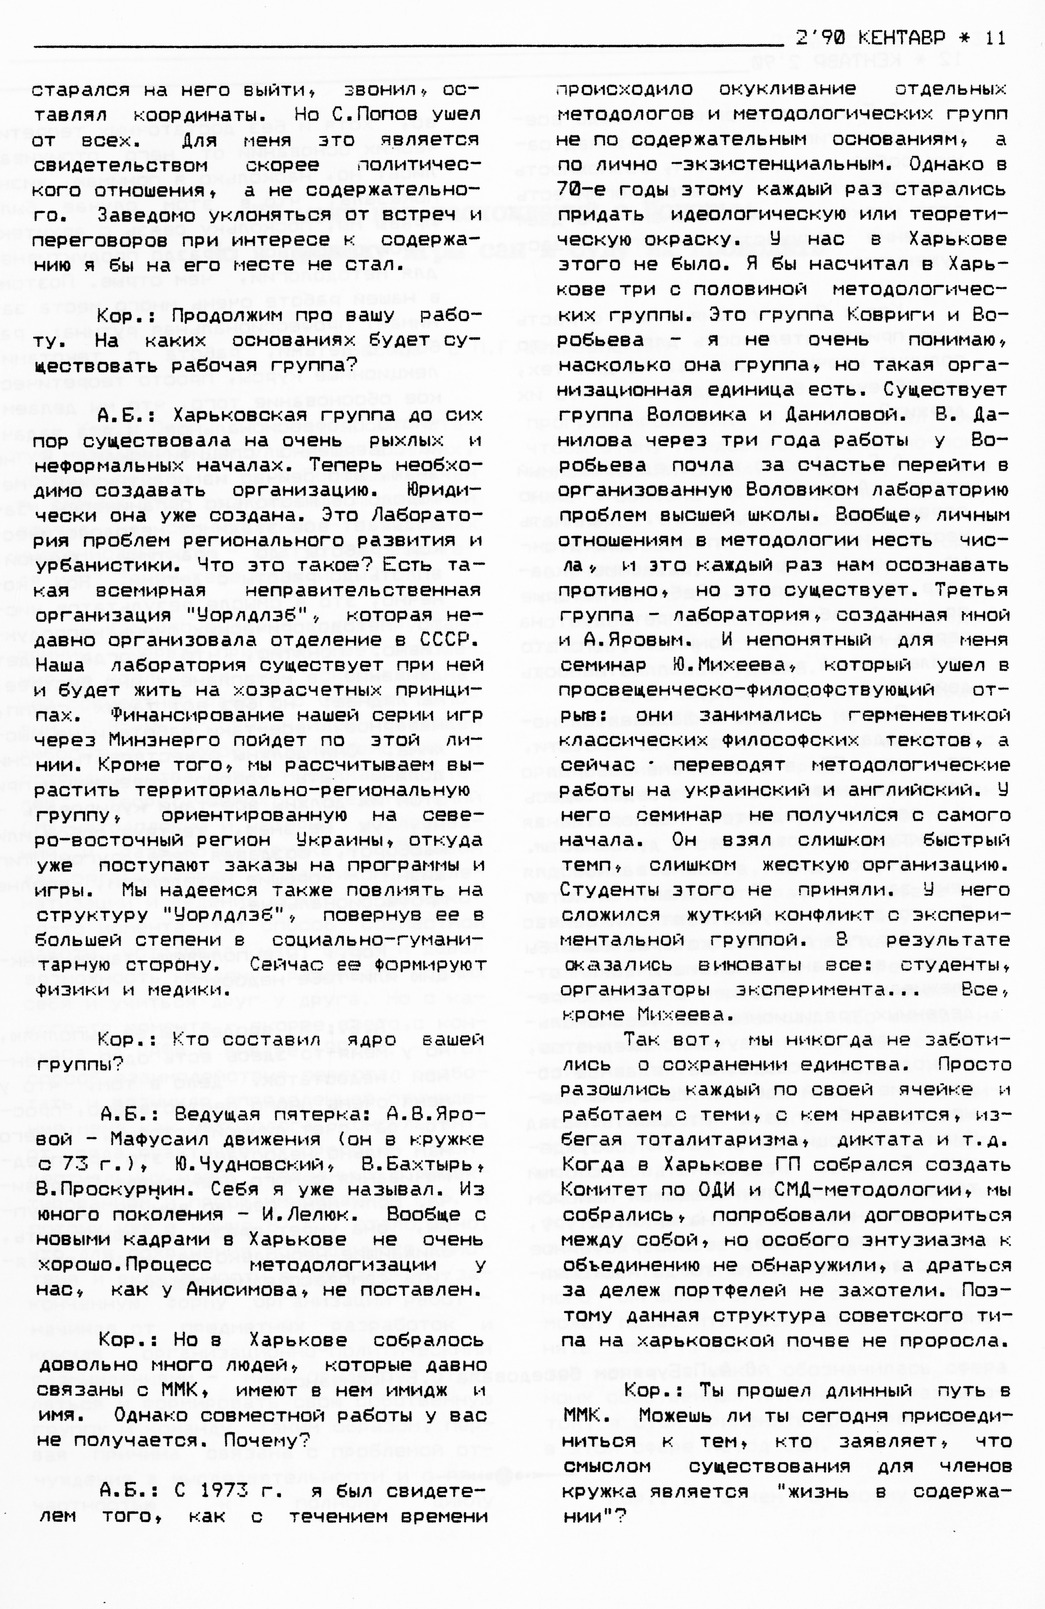 2'90 КЕНТАВР * 11
старался на него выйти, звонил, ос-
тавлял координаты. Но С.Попов ушел
от всех. Для меня это является
свидетельством скорее политичес-
кого отношения, а не содержательно-
го. Заведомо уклоняться от встреч и
переговоров при интересе к содержа-
нию я бы на его месте не стал.
Кор.: Продолжим про вашу рабо-
ту. На каких основаниях будет су-
ществовать рабочая группа?
А.Б.: Харьковская группа до сих
пор существовала на очень рыхлых и
неформальных началах. Теперь необхо-
димо создавать организацию. Юриди-
чески она уже создана. Это Лаборато-
рия проблем регионального развития и
урбанистики. Что это такое? Есть та-
кая всемирная неправительственная
организация "Уорлдлэб", которая не-
давно организовала отделение в СССР.
Наша лаборатория существует при ней
и будет жить на хозрасчетных принци-
пах. Финансирование нашей серии игр
через Минэнерго пойдет по этой ли-
нии. Кроме того, мы рассчитываем вы-
растить территориально-региональную
группу, ориентированную на севе-
ро-восточный регион Украины, откуда
уже поступают заказы на программы и
игры. Мы надеемся также повлиять на
структуру "Уорлдлэб", повернув ее в
большей степени в социально-гумани-
тарную сторону. Сейчас ее формируют
физики и медики.
Кор.: Кто составил ядро вашей
группы?
А.Б.: Ведущая пятерка: А.В.Яро-
вой - Мафусаил движения (он в кружке
с 73 г.), Ю.Чудновский, В.Бахтырь,
В.Проскурнин. Себя я уже называл. Из
юного поколения - И.Лелюк. Вообще с
новыми кадрами в Харькове не очень
хорошо.Процесс методологизации у
нас, как у Анисимова, не поставлен.
Кор.: Но в Харькове собралось
довольно много людей, которые давно
связаны с ММК, имеют в нем имидж и
имя. Однако совместной работы у вас
не получается. Почему?
А.Б.: С 1973 г. я был свидете-
лем того, как с течением времени
происходило окукливание отдельных
методологов и методологических групп
не по содержательным основаниям, а
по лично -экзистенциальным. Однако в
70-е годы этому каждый раз старались
придать идеологическую или теорети-
ческую окраску. У нас в Харькове
этого не было. Я бы насчитал в Харь-
кове три с половиной методологичес-
ких группы. Это группа Ковриги и Во-
робьева - я не очень понимаю,
насколько она группа, но такая орга-
низационная единица есть. Существует
группа Воловика и Даниловой. В. Да-
нилова через три года работы у Во-
робьева почла за счастье перейти в
организованную Воловиком лабораторию
проблем высшей школы. Вообще, личным
отношениям в методологии несть чис-
ла, и это каждый раз нам осознавать
противно, но это существует. Третья
группа - лаборатория, созданная мной
и А.Яровым. И непонятный для меня
семинар Ю.Михеева, который ушел в
просвещенческо-философствующий от-
рыв: они занимались герменевтикой
классических философских текстов, а
сейчас · переводят методологические
работы на украинский и английский. У
него семинар не получился с самого
начала. Он взял слишком быстрый
темп, слишком жесткую организацию.
Студенты этого не приняли. У него
сложился жуткий конфликт с экспери-
ментальной группой. В результате
оказались виноваты все: студенты,
организаторы эксперимента... Все,
кроме Михеева.
Так вот, мы никогда не заботи-
лись о сохранении единства. Просто
разошлись каждый по своей ячейке и
работаем с теми, с кем нравится, из-
бегая тоталитаризма, диктата и т.д.
Когда в Харькове ГП собрался создать
Комитет по ОДИ и СМД-методологии, мы
собрались, попробовали договориться
между собой, но особого энтузиазма к
объединению не обнаружили, а драться
за дележ портфелей не захотели. Поэ-
тому данная структура советского ти-
па на харьковской почве не проросла.
Кор.: Ты прошел длинный путь в
ММК. Можешь ли ты сегодня присоеди-
ниться к тем, кто заявляет, что
смыслом существования для членов
кружка является "жизнь в содержа-
нии"?